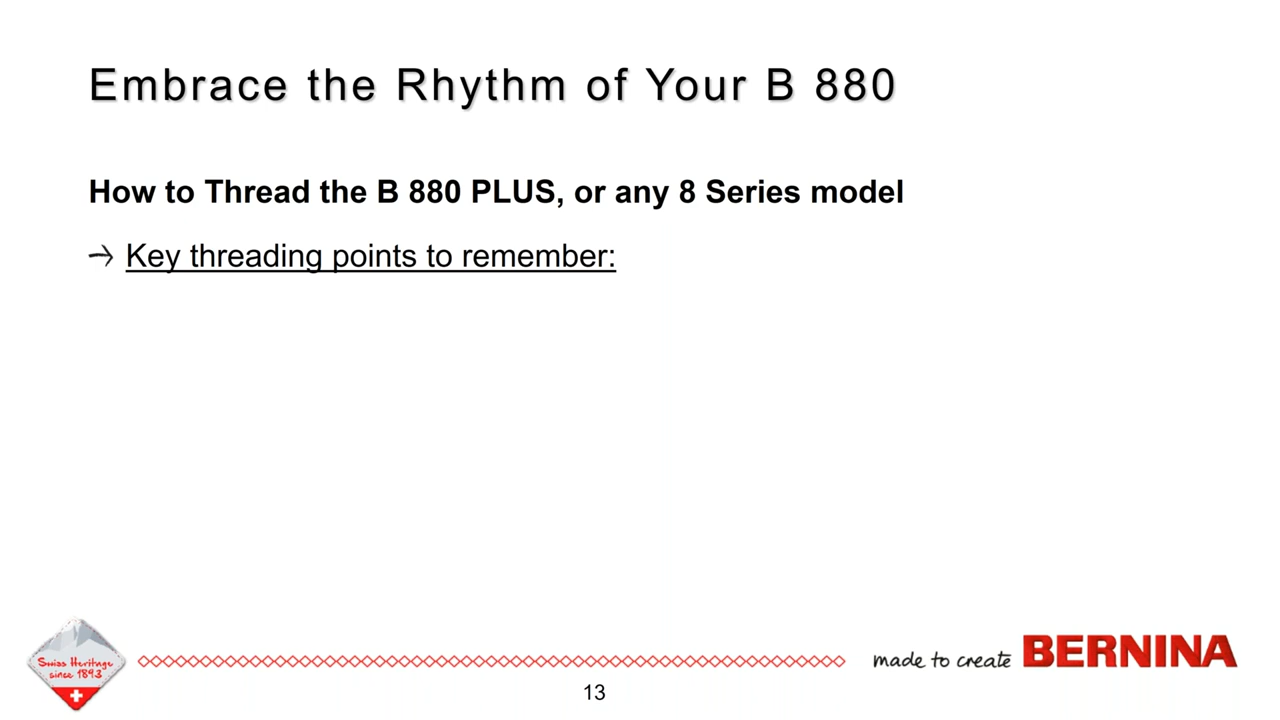 Embrace the Rhythm of Your B 880
How to Thread the B 880 PLUS, or any 8 Series model
→ Key threading points to remember:
Swiss Heritage
since 1893
made to create BERNINA
13